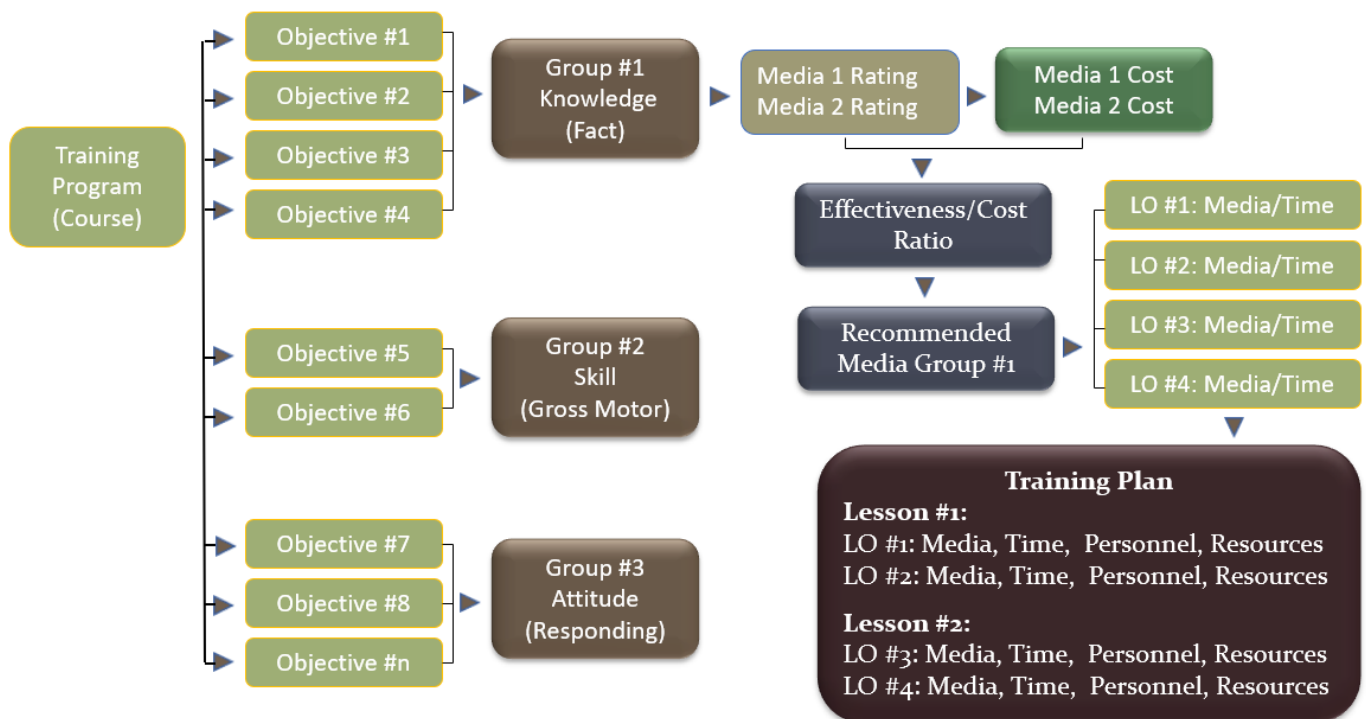 Training
Program
(Course)
Objective #1
Objective #2
Objective #3
Objective #4
Objective #5
Objective #6
Objective #7
Objective #8
Objective #n
Group #1
Knowledge
(Fact)
Group #2
Skill
(Gross Motor)
Group #3
Attitude
(Responding)
Media 1 Rating
Media 2 Rating
Media 1 Cost
Media 2 Cost
Effectiveness/Cost
Ratio
Recommended
Media Group #1
LO #1: Media/Time
LO #2: Media/Time
LO #3: Media/Time
LO #4: Media/Time
Training Plan
Lesson #1:
LO #1: Media, Time, Personnel, Resources
LO #2: Media, Time, Personnel, Resources
Lesson #2:
LO #3: Media, Time, Personnel, Resources
LO #4: Media, Time, Personnel, Resources